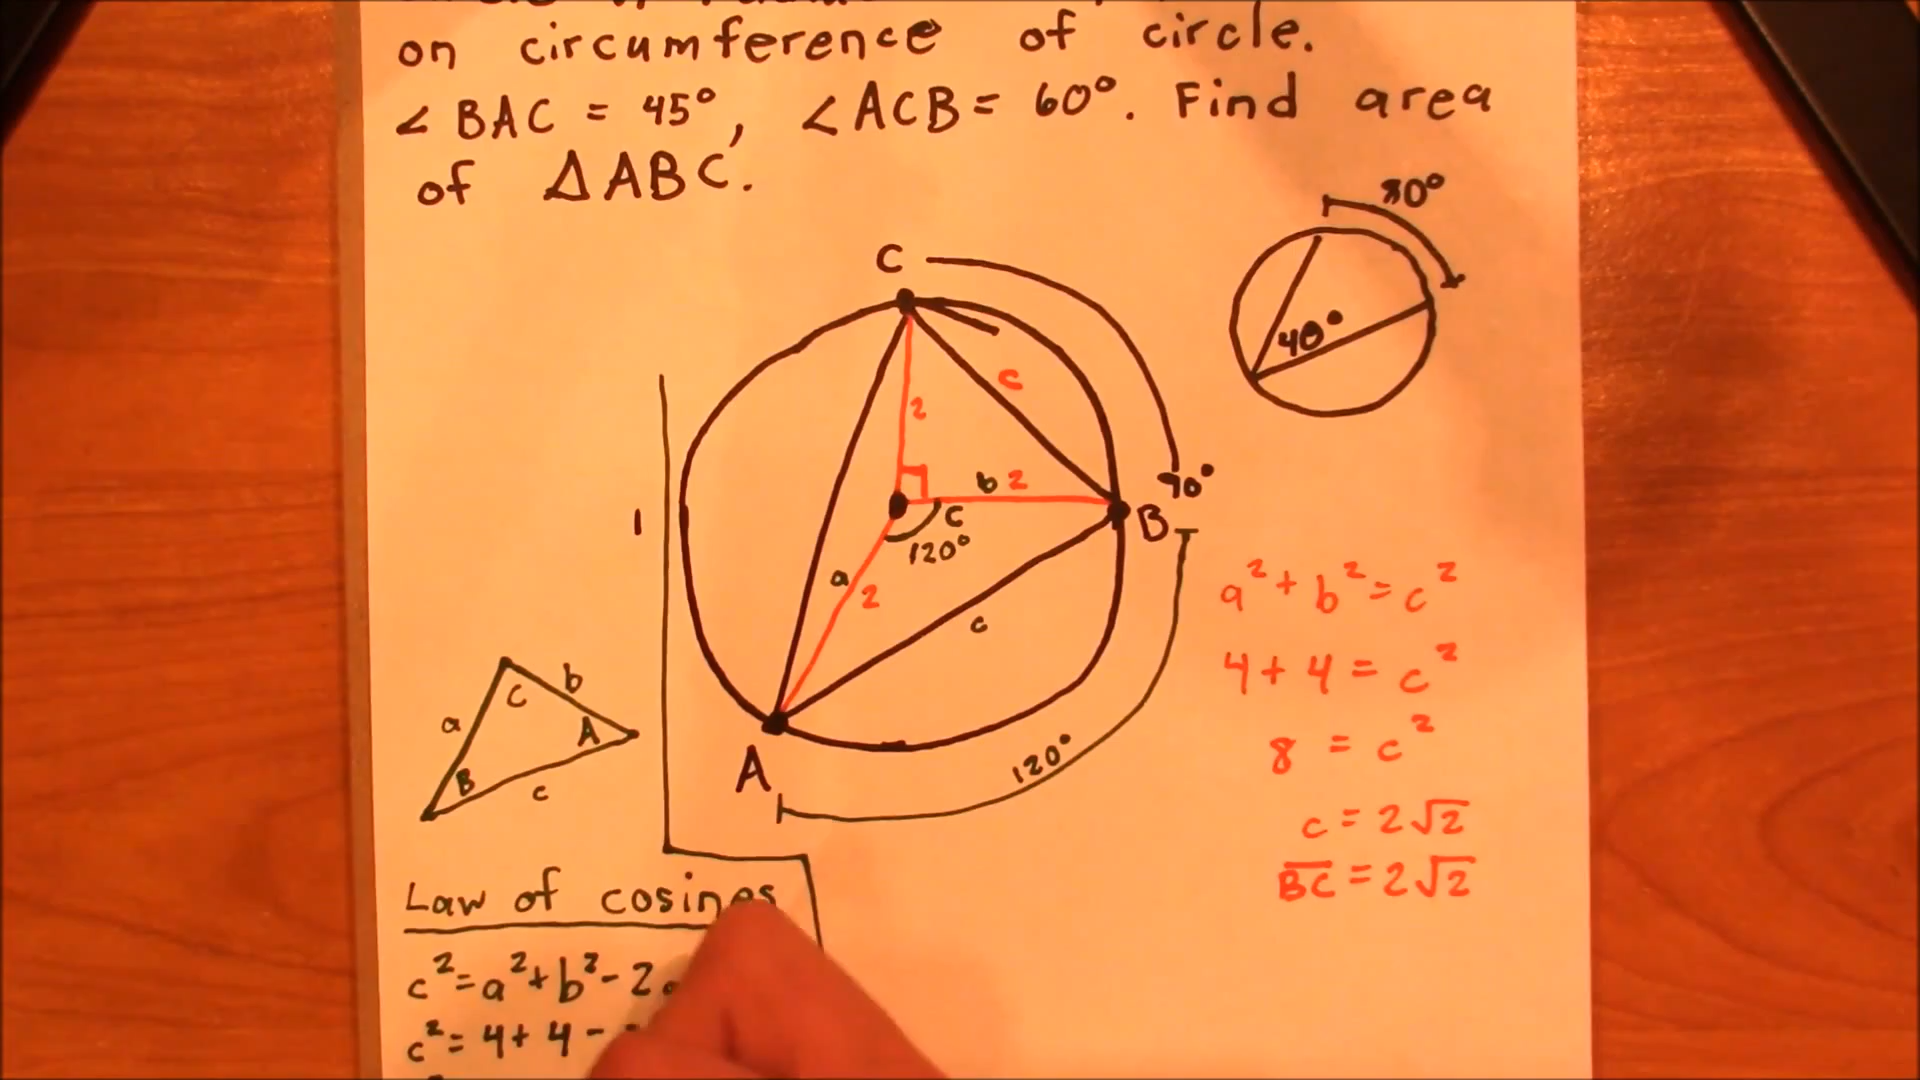 on circumference of circle.
∠BAC = 45°, ∠ACB = 60°. Find area
of ΔABC.
80°
40°
C
c
2
b 2
90°
B
C
120°
a
2
c
A
120°
1
a² + b² = c²
4 + 4 = c²
8 = c²
c = 2√2
BC = 2√2
C
b
a
A
B
c
Law of cosines
c² = a² + b² - 2
c² = 4 + 4 -